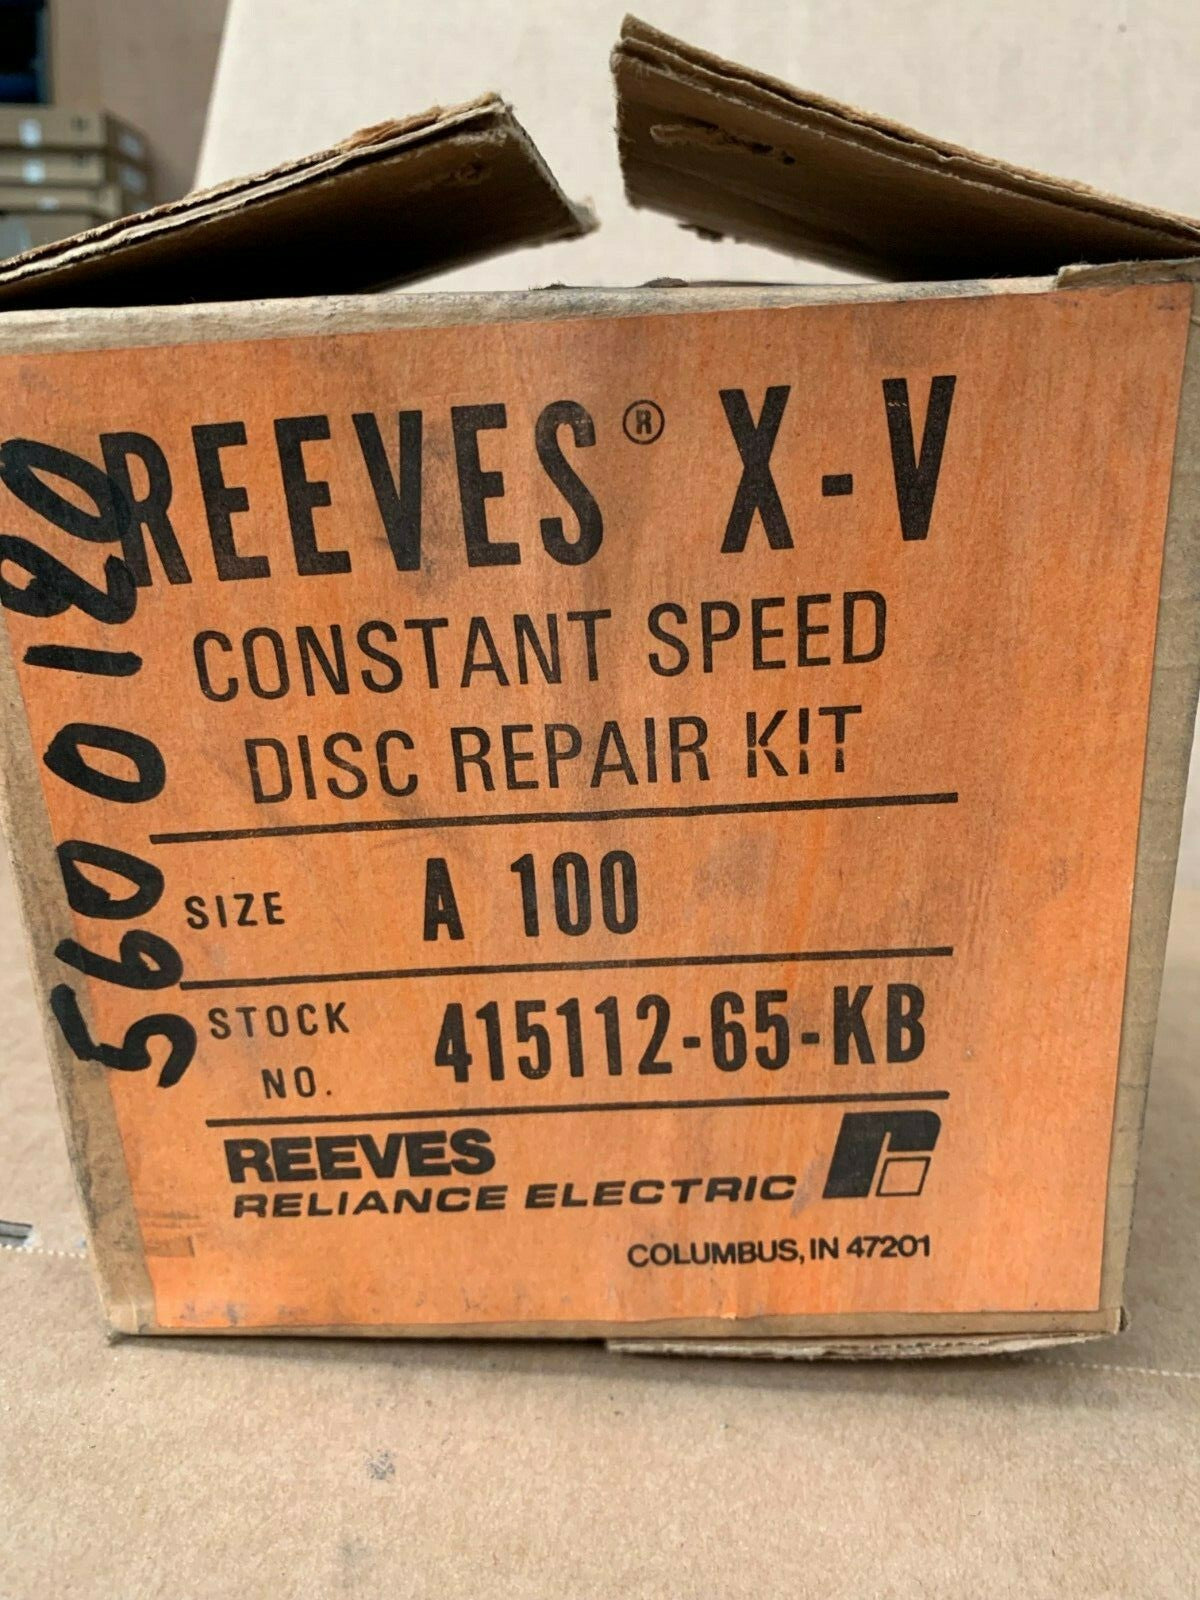 REEVES® X-V
CONSTANT SPEED
DISC REPAIR KIT
SIZE A 100
STOCK NO. 415112-65-KB
REEVES
RELIANCE ELECTRIC
COLUMBUS, IN 47201
5600180